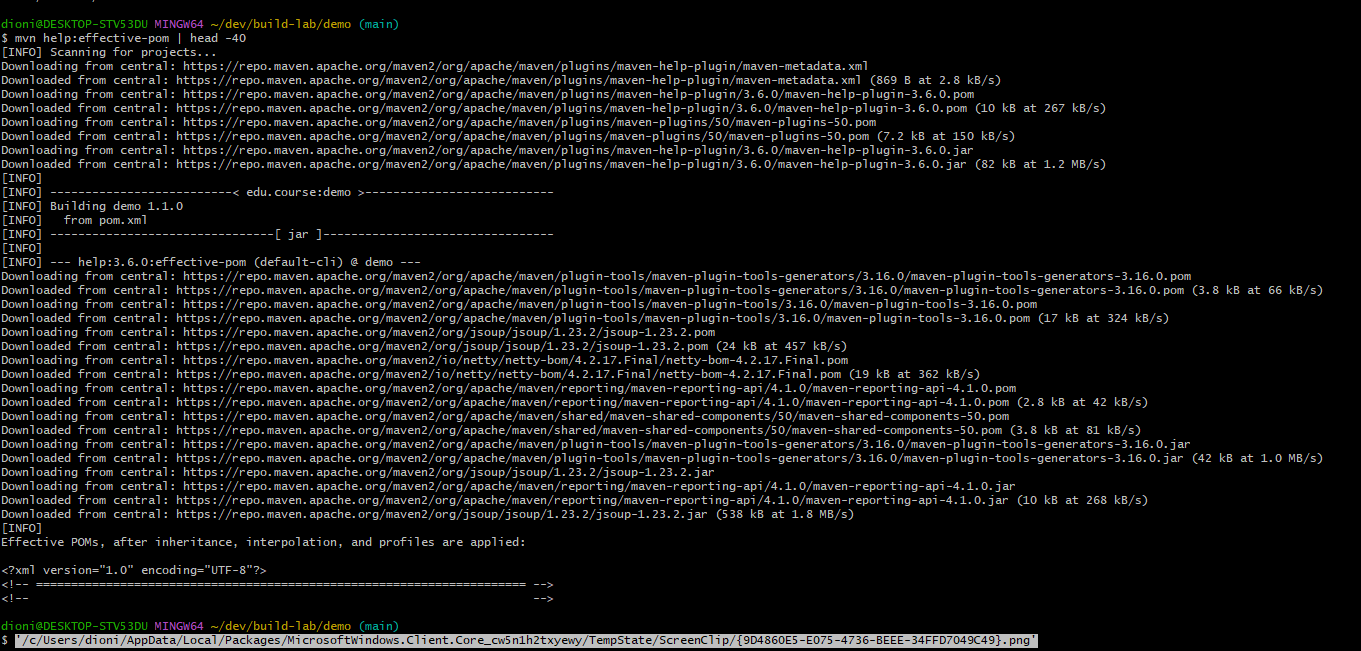 dioni@DESKTOP-STV53DU MINGW64 ~/dev/build-lab/demo (main)
$ mvn help:effective-pom | head -40
[INFO] Scanning for projects...
Downloading from central: https://repo.maven.apache.org/maven2/org/apache/maven/plugins/maven-help-plugin/maven-metadata.xml
Downloaded from central: https://repo.maven.apache.org/maven2/org/apache/maven/plugins/maven-help-plugin/maven-metadata.xml (869 B at 2.8 kB/s)
Downloading from central: https://repo.maven.apache.org/maven2/org/apache/maven/plugins/maven-help-plugin/3.6.0/maven-help-plugin-3.6.0.pom
Downloaded from central: https://repo.maven.apache.org/maven2/org/apache/maven/plugins/maven-help-plugin/3.6.0/maven-help-plugin-3.6.0.pom (10 kB at 267 kB/s)
Downloading from central: https://repo.maven.apache.org/maven2/org/apache/maven/plugins/maven-plugins/50/maven-plugins-50.pom
Downloaded from central: https://repo.maven.apache.org/maven2/org/apache/maven/plugins/maven-plugins/50/maven-plugins-50.pom (7.2 kB at 150 kB/s)
Downloading from central: https://repo.maven.apache.org/maven2/org/apache/maven/plugins/maven-help-plugin/3.6.0/maven-help-plugin-3.6.0.jar
Downloaded from central: https://repo.maven.apache.org/maven2/org/apache/maven/plugins/maven-help-plugin/3.6.0/maven-help-plugin-3.6.0.jar (82 kB at 1.2 MB/s)
[INFO]
[INFO] --------------------------< edu.course:demo >---------------------------
[INFO] Building demo 1.1.0
[INFO]   from pom.xml
[INFO] --------------------------------[ jar ]---------------------------------
[INFO]
[INFO] --- help:3.6.0:effective-pom (default-cli) @ demo ---
Downloading from central: https://repo.maven.apache.org/maven2/org/apache/maven/plugin-tools/maven-plugin-tools-generators/3.16.0/maven-plugin-tools-generators-3.16.0.pom
Downloaded from central: https://repo.maven.apache.org/maven2/org/apache/maven/plugin-tools/maven-plugin-tools-generators/3.16.0/maven-plugin-tools-generators-3.16.0.pom (3.8 kB at 66 kB/s)
Downloading from central: https://repo.maven.apache.org/maven2/org/apache/maven/plugin-tools/maven-plugin-tools/3.16.0/maven-plugin-tools-3.16.0.pom
Downloaded from central: https://repo.maven.apache.org/maven2/org/apache/maven/plugin-tools/maven-plugin-tools/3.16.0/maven-plugin-tools-3.16.0.pom (17 kB at 324 kB/s)
Downloading from central: https://repo.maven.apache.org/maven2/org/jsoup/jsoup/1.23.2/jsoup-1.23.2.pom
Downloaded from central: https://repo.maven.apache.org/maven2/org/jsoup/jsoup/1.23.2/jsoup-1.23.2.pom (24 kB at 457 kB/s)
Downloading from central: https://repo.maven.apache.org/maven2/io/netty/netty-bom/4.2.17.Final/netty-bom-4.2.17.Final.pom
Downloaded from central: https://repo.maven.apache.org/maven2/io/netty/netty-bom/4.2.17.Final/netty-bom-4.2.17.Final.pom (19 kB at 362 kB/s)
Downloading from central: https://repo.maven.apache.org/maven2/org/apache/maven/reporting/maven-reporting-api/4.1.0/maven-reporting-api-4.1.0.pom
Downloaded from central: https://repo.maven.apache.org/maven2/org/apache/maven/reporting/maven-reporting-api/4.1.0/maven-reporting-api-4.1.0.pom (2.8 kB at 42 kB/s)
Downloading from central: https://repo.maven.apache.org/maven2/org/apache/maven/shared/maven-shared-components/50/maven-shared-components-50.pom
Downloaded from central: https://repo.maven.apache.org/maven2/org/apache/maven/shared/maven-shared-components/50/maven-shared-components-50.pom (3.8 kB at 81 kB/s)
Downloading from central: https://repo.maven.apache.org/maven2/org/apache/maven/plugin-tools/maven-plugin-tools-generators/3.16.0/maven-plugin-tools-generators-3.16.0.jar
Downloaded from central: https://repo.maven.apache.org/maven2/org/apache/maven/plugin-tools/maven-plugin-tools-generators/3.16.0/maven-plugin-tools-generators-3.16.0.jar (42 kB at 1.0 MB/s)
Downloading from central: https://repo.maven.apache.org/maven2/org/jsoup/jsoup/1.23.2/jsoup-1.23.2.jar
Downloading from central: https://repo.maven.apache.org/maven2/org/apache/maven/reporting/maven-reporting-api/4.1.0/maven-reporting-api-4.1.0.jar
Downloaded from central: https://repo.maven.apache.org/maven2/org/apache/maven/reporting/maven-reporting-api/4.1.0/maven-reporting-api-4.1.0.jar (10 kB at 268 kB/s)
Downloaded from central: https://repo.maven.apache.org/maven2/org/jsoup/jsoup/1.23.2/jsoup-1.23.2.jar (538 kB at 1.8 MB/s)
[INFO]
Effective POMs, after inheritance, interpolation, and profiles are applied:
<?xml version="1.0" encoding="UTF-8"?>
<!-- ====================================================================== -->
<!--                                                                        -->
dioni@DESKTOP-STV53DU MINGW64 ~/dev/build-lab/demo (main)
$ '/c/Users/dioni/AppData/Local/Packages/MicrosoftWindows.Client.Core_cw5n1h2txyewy/TempState/ScreenClip/{9D4860E5-E075-4736-BEEE-34FFD7049C49}.png'